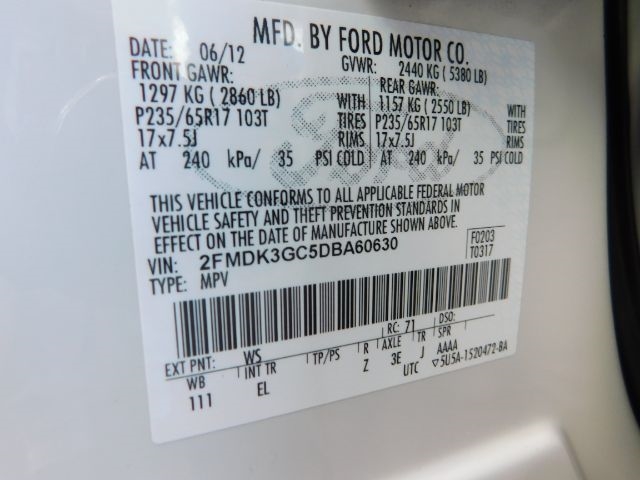 MFD. BY FORD MOTOR CO.
DATE: 06/12 GVWR: 2440 KG ( 5380 LB)
FRONT GAWR: REAR GAWR:
1297 KG ( 2860 LB) WITH 1157 KG ( 2550 LB) WITH
P235/65R17 103T TIRES P235/65R17 103T TIRES
17x7.5J RIMS 17x7.5J RIMS
AT 240 kPa/ 35 PSI COLD AT 240 kPa/ 35 PSI COLD
Ford
THIS VEHICLE CONFORMS TO ALL APPLICABLE FEDERAL MOTOR
VEHICLE SAFETY AND THEFT PREVENTION STANDARDS IN
EFFECT ON THE DATE OF MANUFACTURE SHOWN ABOVE.
VIN: 2FMDK3GC5DBA60630 F0203
TYPE: MPV T0317
EXT PNT: WS RC: 71 DSO:
WB INT TR TP/PS R AXLE TR SPR
111 EL Z 3E J AAAA
UTC ▽5U5A-1520472-BA